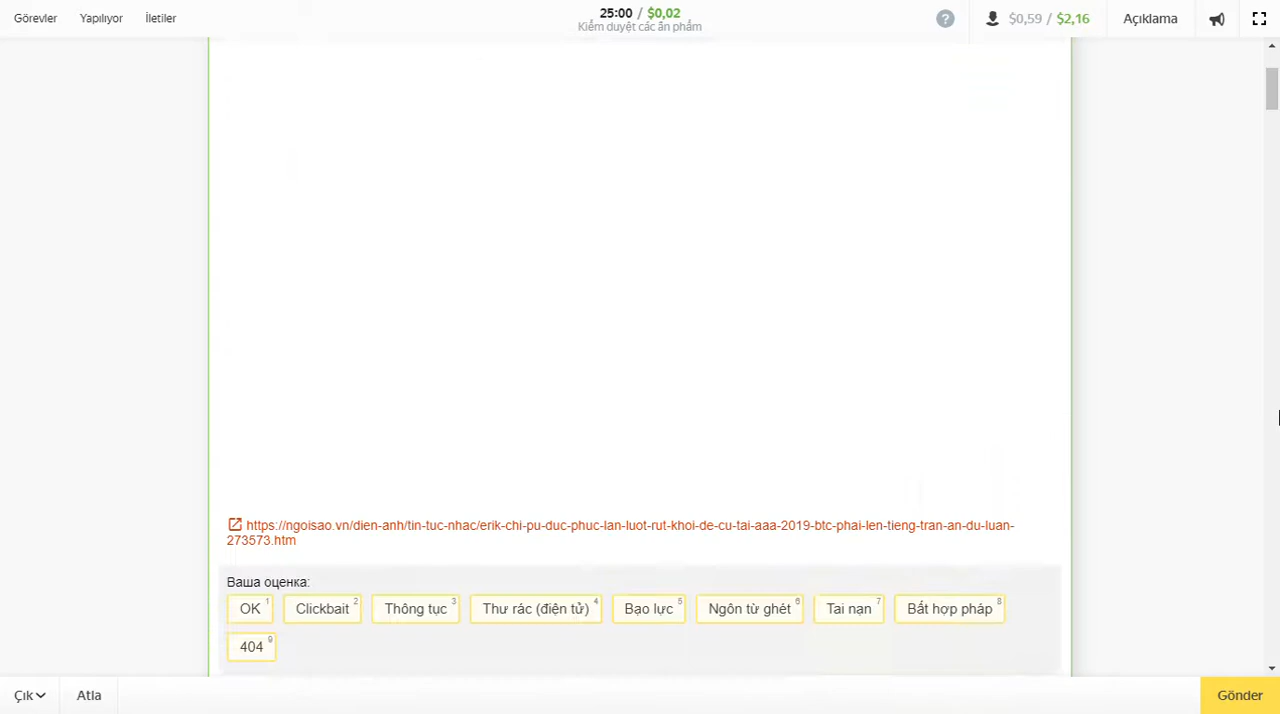 Görevler Yapılıyor İletiler
25:00 / $0,02
Kiểm duyệt các ấn phẩm
? $0,59 / $2,16 Açıklama
https://ngoisao.vn/dien-anh/tin-tuc-nhac/erik-chi-pu-duc-phuc-lan-luot-rut-khoi-de-cu-tai-aaa-2019-btc-phai-len-tieng-tran-an-du-luan-
273573.htm
Ваша оценка:
OK 1 Clickbait 2 Thông tục 3 Thư rác (điện tử) 4 Bạo lực 5 Ngôn từ ghét 6 Tai nạn 7 Bất hợp pháp 8
404 9
Çık Atla Gönder